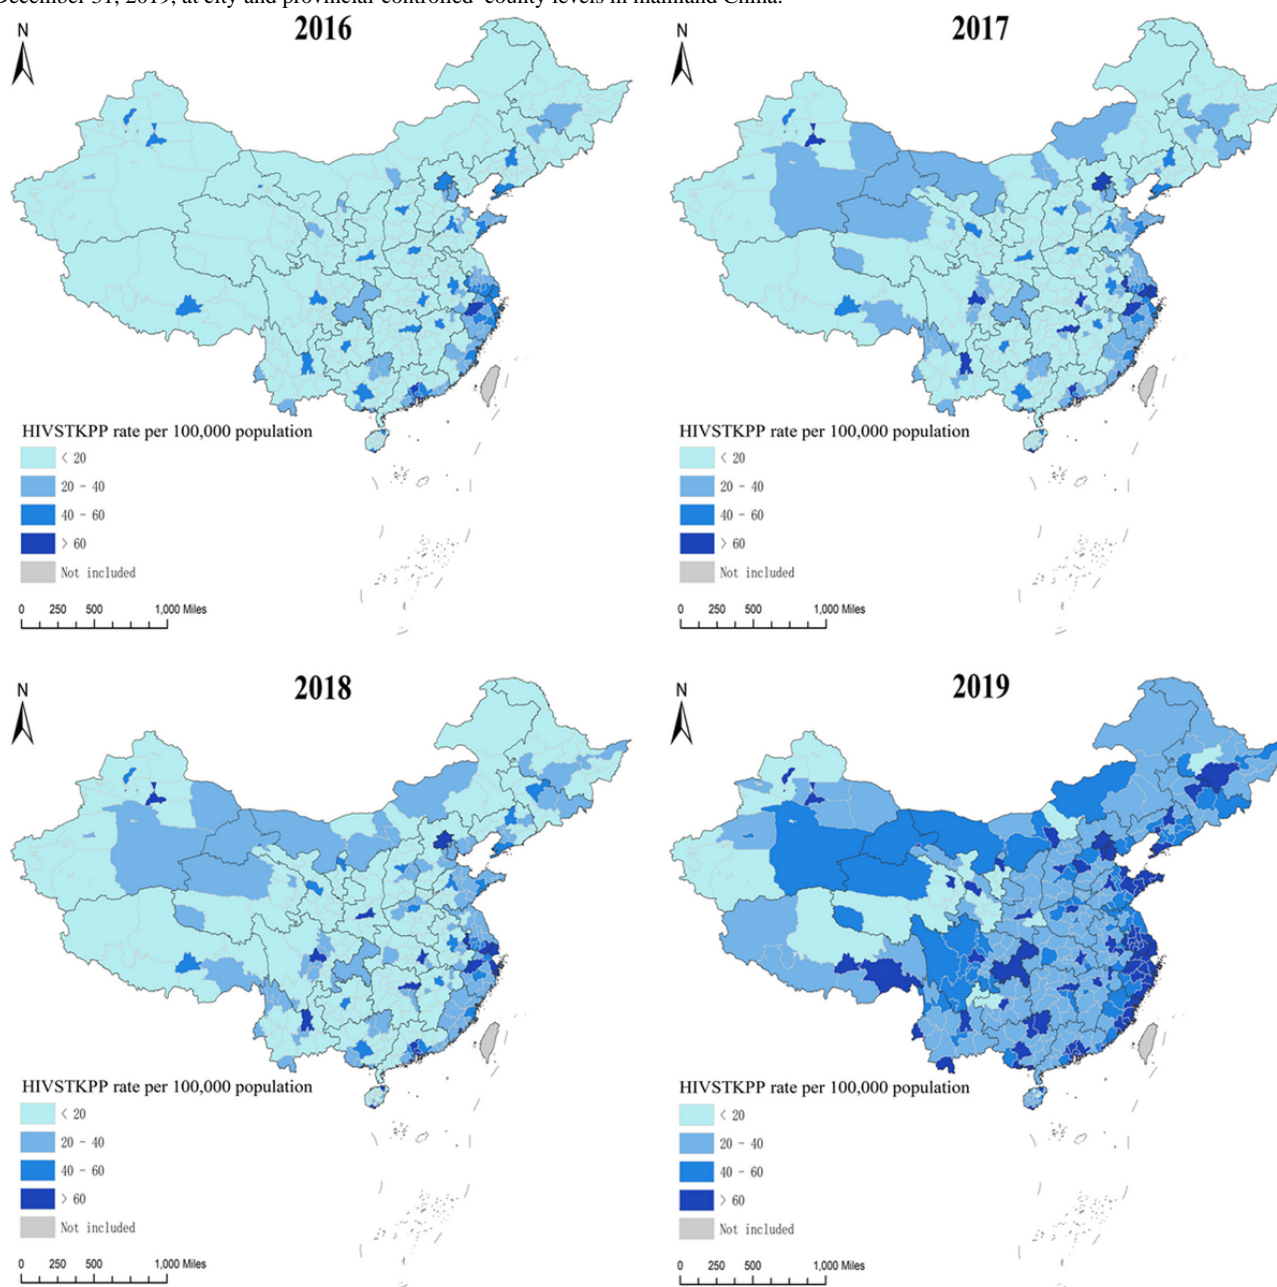 December 31, 2019, at city and provincial-controlled county levels in mainland China.
2016
N
HIVSTKPP rate per 100,000 population
< 20
20 - 40
40 - 60
> 60
Not included
0 250 500 1,000 Miles
2017
N
HIVSTKPP rate per 100,000 population
< 20
20 - 40
40 - 60
> 60
Not included
0 250 500 1,000 Miles
2018
N
HIVSTKPP rate per 100,000 population
< 20
20 - 40
40 - 60
> 60
Not included
0 250 500 1,000 Miles
2019
N
HIVSTKPP rate per 100,000 population
< 20
20 - 40
40 - 60
> 60
Not included
0 250 500 1,000 Miles